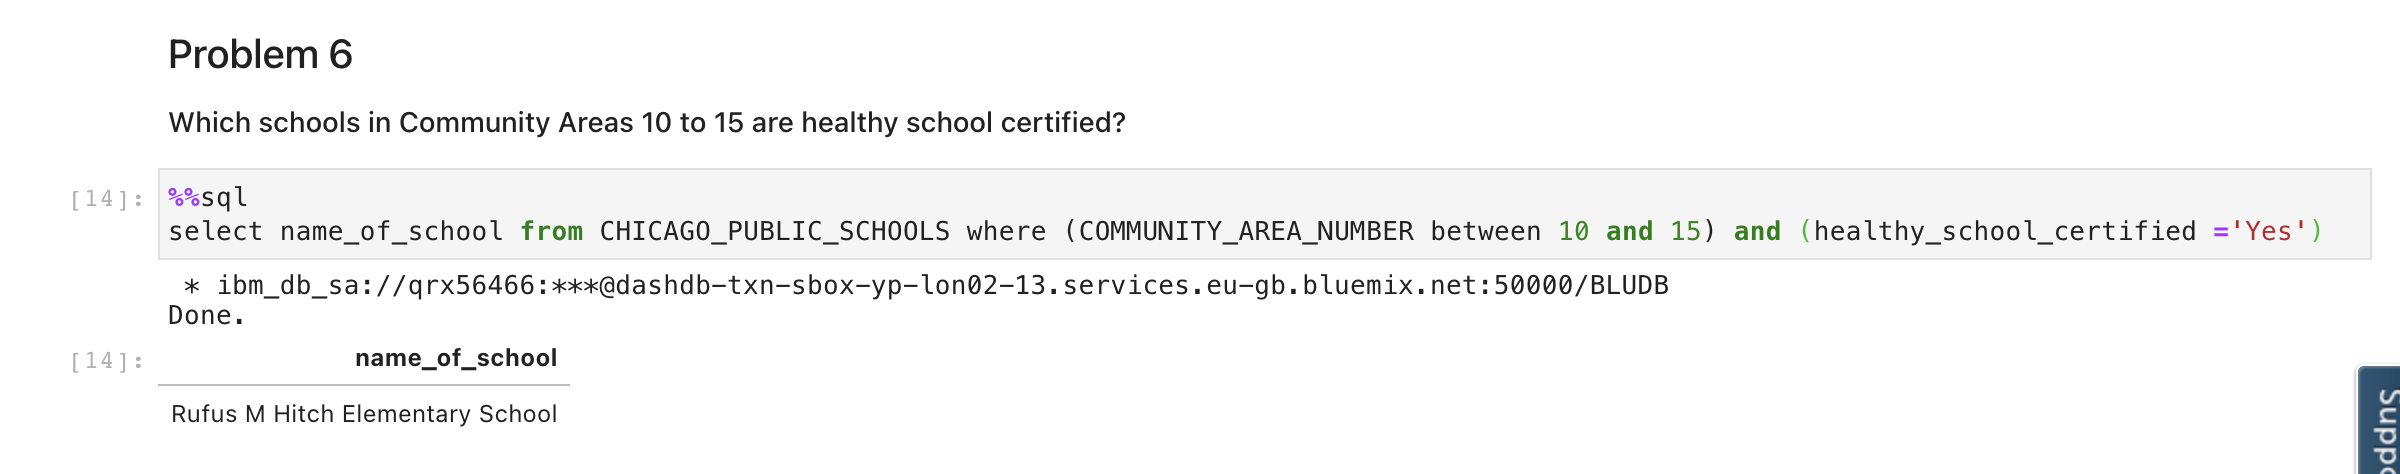 Problem 6
Which schools in Community Areas 10 to 15 are healthy school certified?
[14]:
%%sql
select name_of_school from CHICAGO_PUBLIC_SCHOOLS where (COMMUNITY_AREA_NUMBER between 10 and 15) and (healthy_school_certified ='Yes')
* ibm_db_sa://qrx56466:***@dashdb-txn-sbox-yp-lon02-13.services.eu-gb.bluemix.net:50000/BLUDB
Done.
[14]:
name_of_school
Rufus M Hitch Elementary School